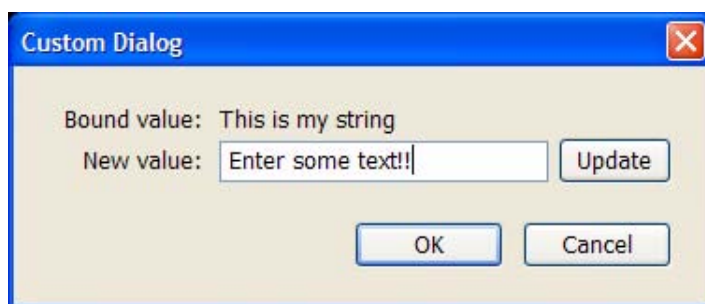 Custom Dialog
Bound value: This is my string
New value: Enter some text!! Update
OK Cancel